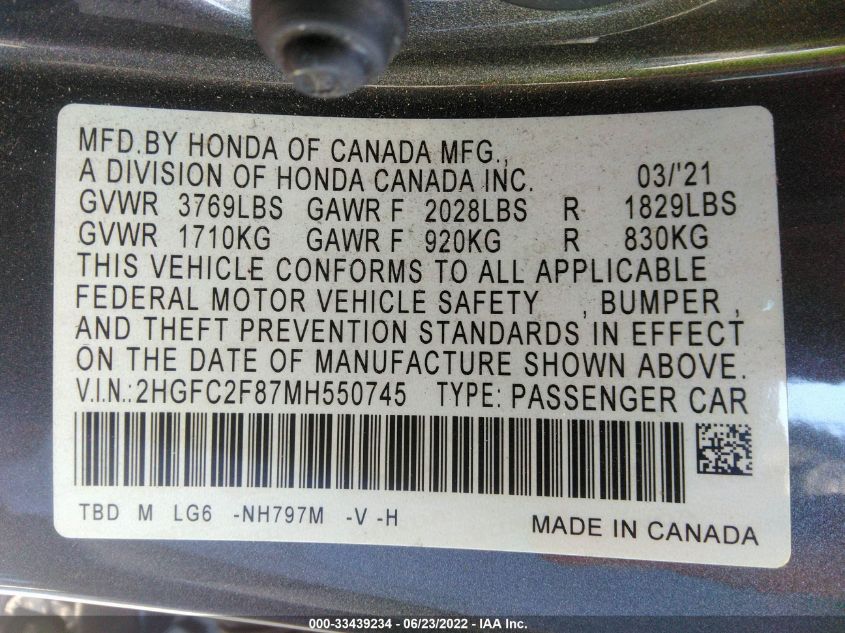 MFD.BY HONDA OF CANADA MFG.,
A DIVISION OF HONDA CANADA INC. 03/'21
GVWR 3769LBS GAWR F 2028LBS R 1829LBS
GVWR 1710KG GAWR F 920KG R 830KG
THIS VEHICLE CONFORMS TO ALL APPLICABLE
FEDERAL MOTOR VEHICLE SAFETY , BUMPER ,
AND THEFT PREVENTION STANDARDS IN EFFECT
ON THE DATE OF MANUFACTURE SHOWN ABOVE.
V.I.N.:2HGFC2F87MH550745 TYPE: PASSENGER CAR
TBD M LG6 -NH797M -V -H MADE IN CANADA
000-33439234 - 06/23/2022 - IAA Inc.